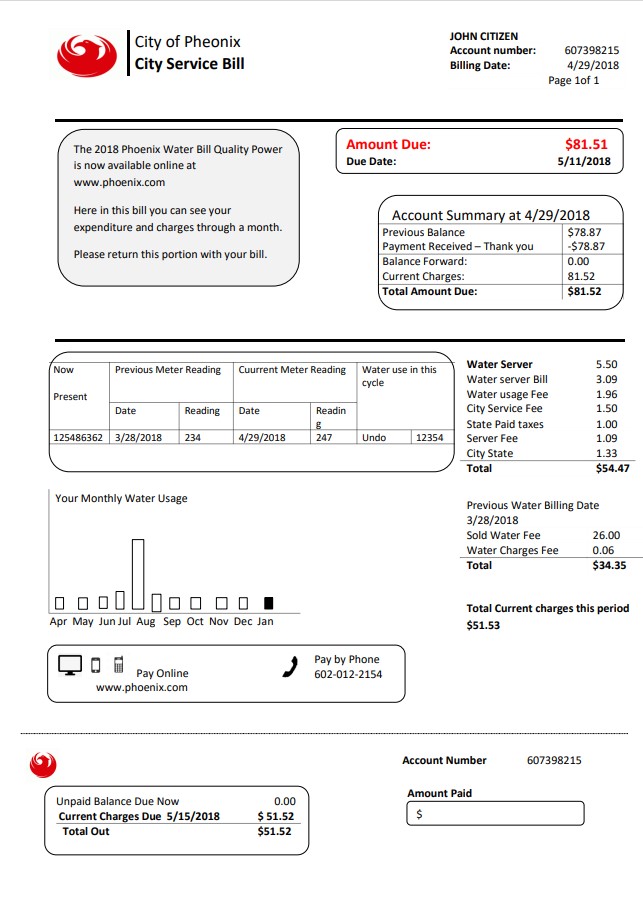 City of Pheonix
City Service Bill
JOHN CITIZEN
Account number: 607398215
Billing Date: 4/29/2018
Page 1of 1
The 2018 Phoenix Water Bill Quality Power
is now available online at
www.phoenix.com
Here in this bill you can see your
expenditure and charges through a month.
Please return this portion with your bill.
Amount Due: $81.51
Due Date: 5/11/2018
Account Summary at 4/29/2018
Previous Balance $78.87
Payment Received – Thank you -$78.87
Balance Forward: 0.00
Current Charges: 81.52
Total Amount Due: $81.52
Now Previous Meter Reading Cuurrent Meter Reading Water use in this
cycle
Present
Date Reading Date Readin
g
125486362 3/28/2018 234 4/29/2018 247 Undo 12354
Water Server 5.50
Water server Bill 3.09
Water usage Fee 1.96
City Service Fee 1.50
State Paid taxes 1.00
Server Fee 1.09
City State 1.33
Total $54.47
Previous Water Billing Date
3/28/2018
Sold Water Fee 26.00
Water Charges Fee 0.06
Total $34.35
Total Current charges this period
$51.53
Your Monthly Water Usage
Apr May Jun Jul Aug Sep Oct Nov Dec Jan
Pay Online
www.phoenix.com
Pay by Phone
602-012-2154
Account Number 607398215
Unpaid Balance Due Now 0.00
Current Charges Due 5/15/2018 $ 51.52
Total Out $51.52
Amount Paid
$